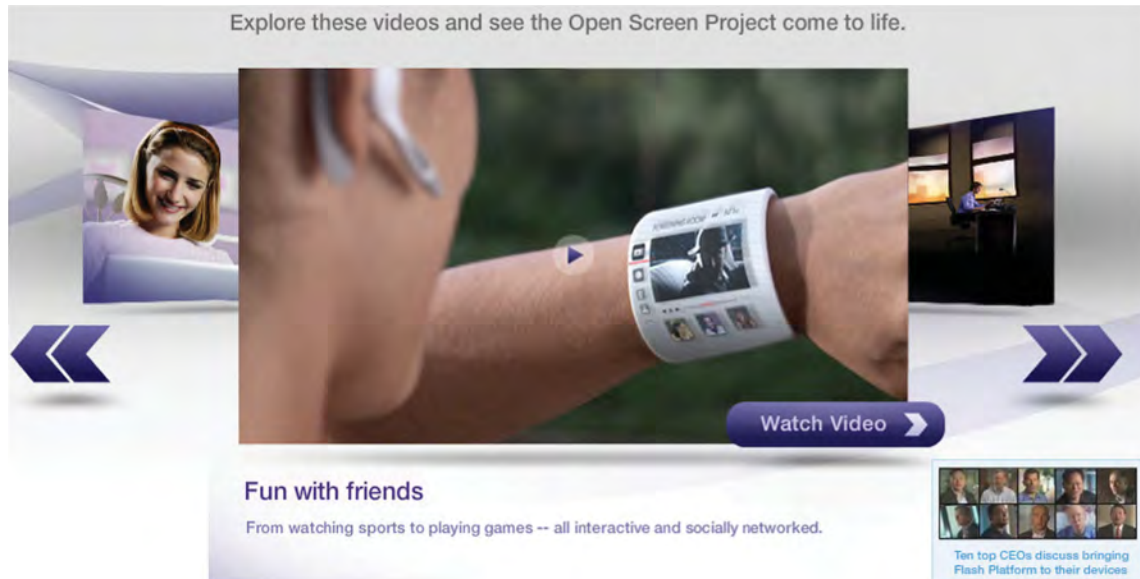 Explore these videos and see the Open Screen Project come to life.
Watch Video
Fun with friends
From watching sports to playing games -- all interactive and socially networked.
Ten top CEOs discuss bringing
Flash Platform to their devices